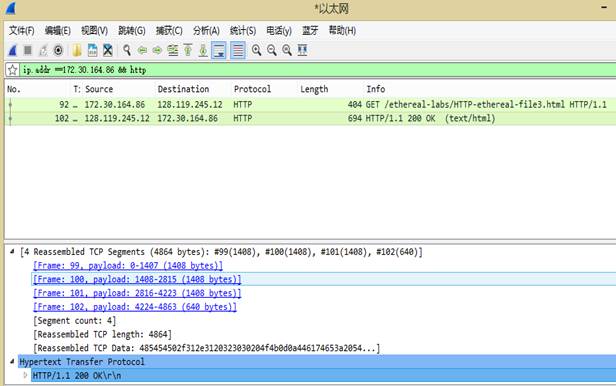 *以太网
文件(F) 编辑(E) 视图(V) 跳转(G) 捕获(C) 分析(A) 统计(S) 电话(y) 蓝牙 帮助(H)
ip.addr ==172.30.164.86 && http
No. T: Source Destination Protocol Length Info
92 … 172.30.164.86 128.119.245.12 HTTP 404 GET /ethereal-labs/HTTP-ethereal-file3.html HTTP/1.1
102 … 128.119.245.12 172.30.164.86 HTTP 694 HTTP/1.1 200 OK (text/html)
[4 Reassembled TCP Segments (4864 bytes): #99(1408), #100(1408), #101(1408), #102(640)]
[Frame: 99, payload: 0-1407 (1408 bytes)]
[Frame: 100, payload: 1408-2815 (1408 bytes)]
[Frame: 101, payload: 2816-4223 (1408 bytes)]
[Frame: 102, payload: 4224-4863 (640 bytes)]
[Segment count: 4]
[Reassembled TCP length: 4864]
[Reassembled TCP Data: 485454502f312e3120323030204f4b0d0a446174653a2054...]
Hypertext Transfer Protocol
HTTP/1.1 200 OK\r\n